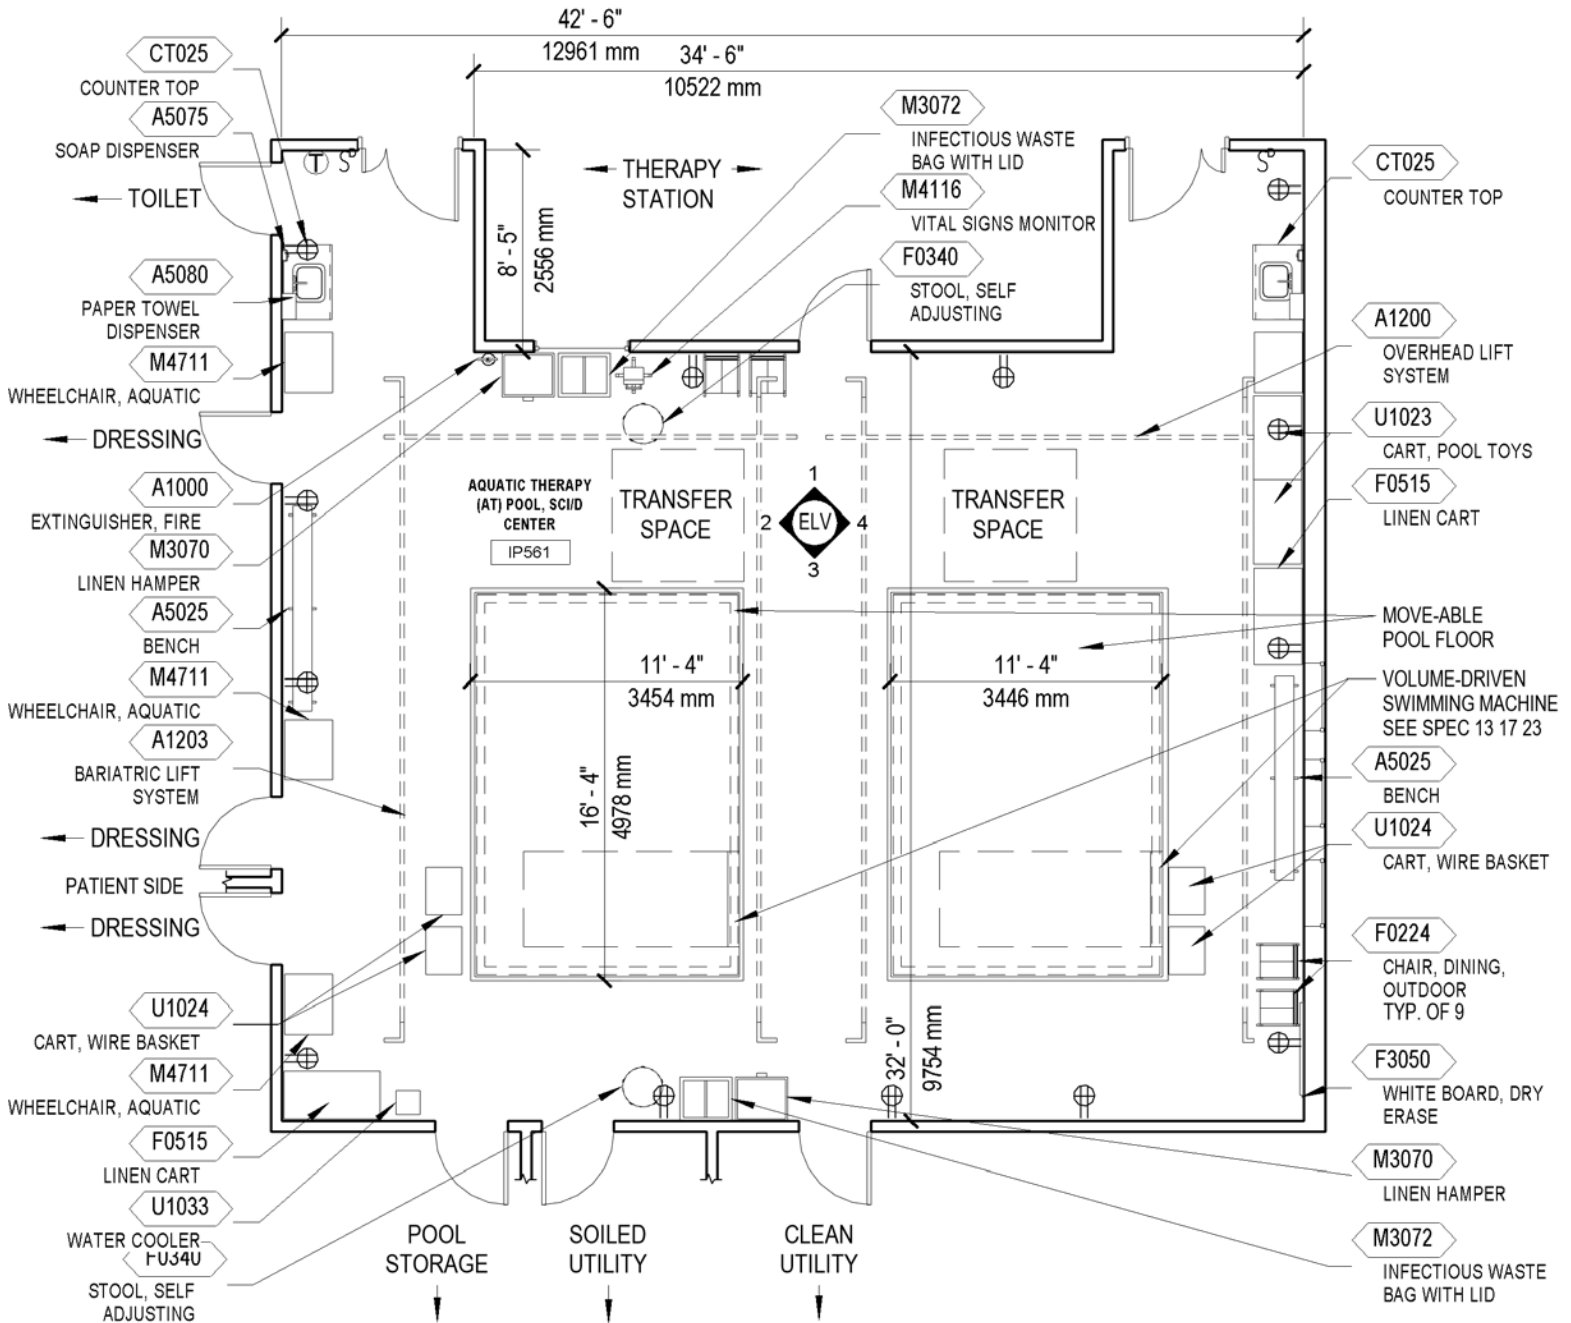 42' - 6"
12961 mm
34' - 6"
10522 mm
CT025
COUNTER TOP
A5075
SOAP DISPENSER
TOILET
A5080
PAPER TOWEL
DISPENSER
M4711
WHEELCHAIR, AQUATIC
DRESSING
A1000
EXTINGUISHER, FIRE
M3070
LINEN HAMPER
A5025
BENCH
M4711
WHEELCHAIR, AQUATIC
A1203
BARIATRIC LIFT
SYSTEM
DRESSING
PATIENT SIDE
DRESSING
U1024
CART, WIRE BASKET
M4711
WHEELCHAIR, AQUATIC
F0515
LINEN CART
U1033
WATER COOLER
F0340
STOOL, SELF
ADJUSTING
T
S
THERAPY
STATION
8' - 5"
2556 mm
M3072
INFECTIOUS WASTE
BAG WITH LID
M4116
VITAL SIGNS MONITOR
F0340
STOOL, SELF
ADJUSTING
S
AQUATIC THERAPY
(AT) POOL, SCI/D
CENTER
IP561
TRANSFER
SPACE
1
2
ELV
4
3
TRANSFER
SPACE
11' - 4"
3454 mm
16' - 4"
4978 mm
11' - 4"
3446 mm
32' - 0"
9754 mm
POOL
STORAGE
SOILED
UTILITY
CLEAN
UTILITY
CT025
COUNTER TOP
A1200
OVERHEAD LIFT
SYSTEM
U1023
CART, POOL TOYS
F0515
LINEN CART
MOVE-ABLE
POOL FLOOR
VOLUME-DRIVEN
SWIMMING MACHINE
SEE SPEC 13 17 23
A5025
BENCH
U1024
CART, WIRE BASKET
F0224
CHAIR, DINING,
OUTDOOR
TYP. OF 9
F3050
WHITE BOARD, DRY
ERASE
M3070
LINEN HAMPER
M3072
INFECTIOUS WASTE
BAG WITH LID